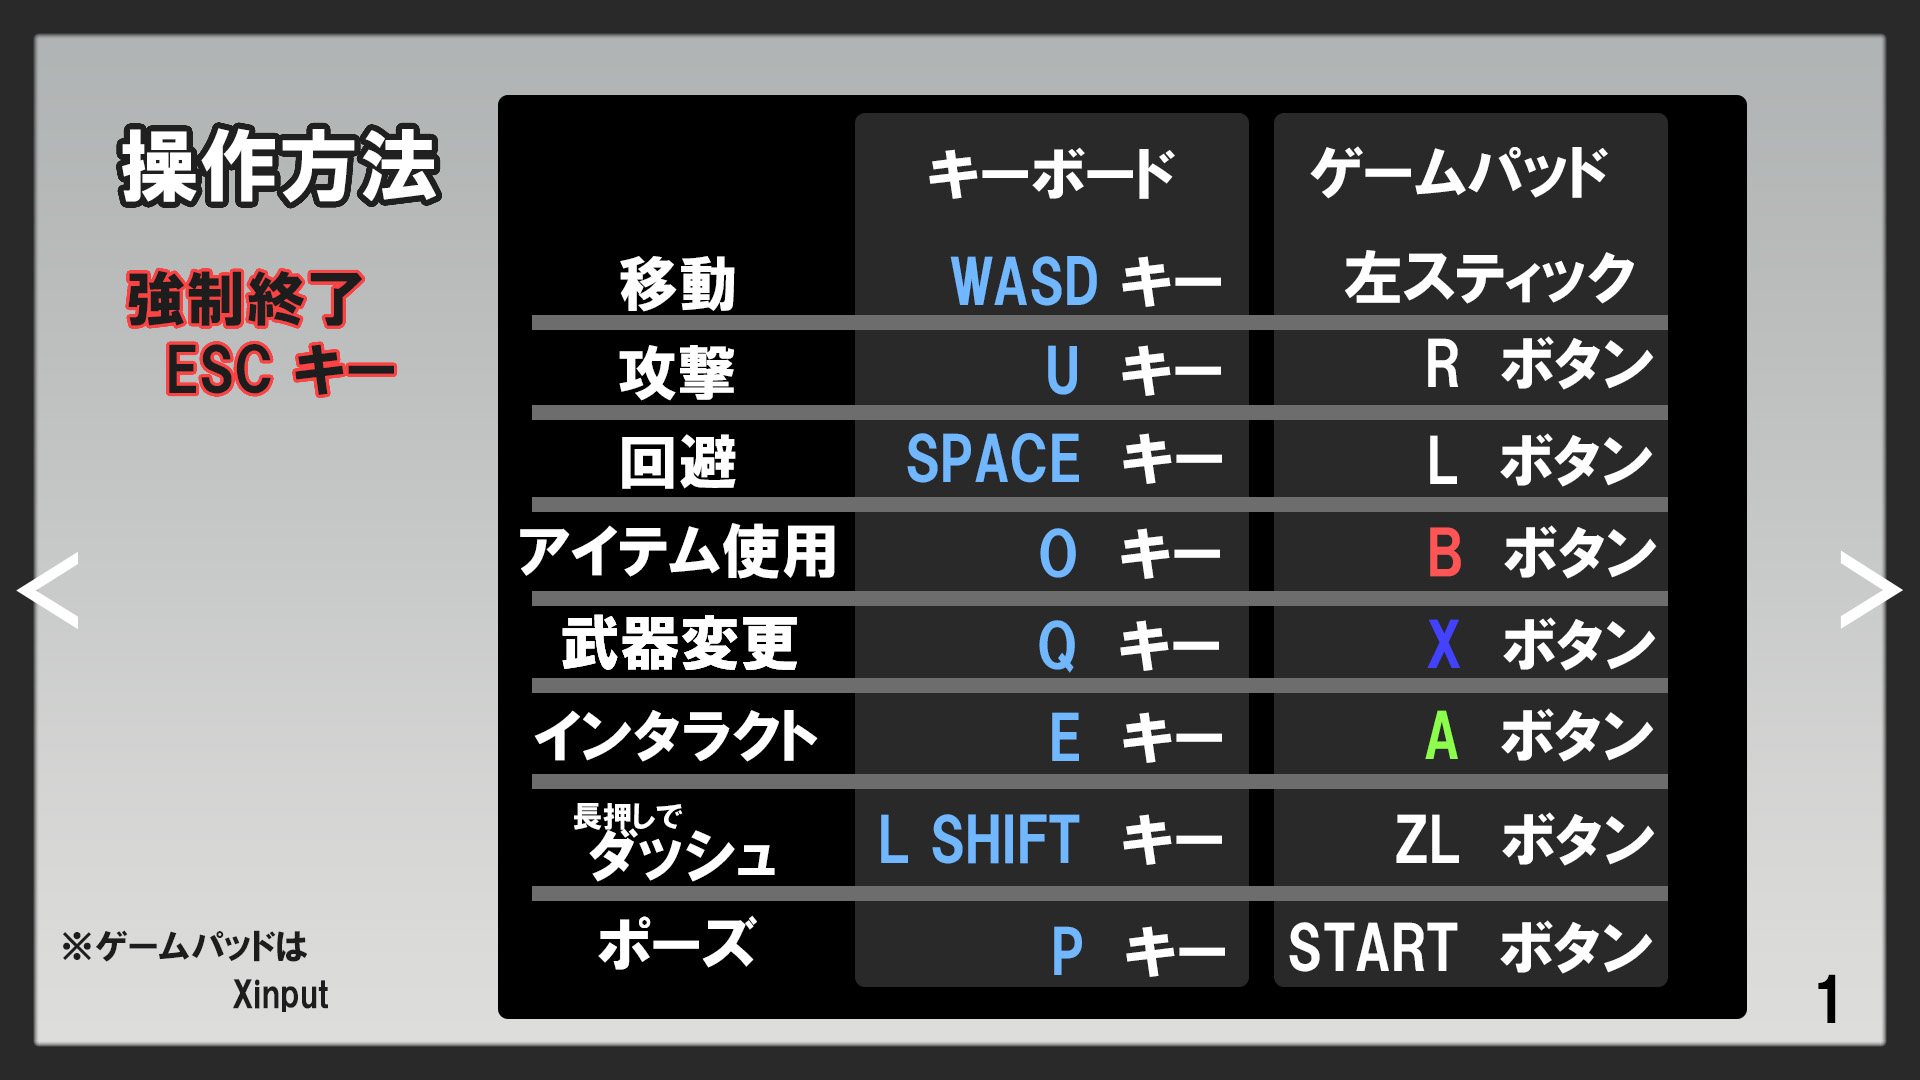 操作方法
強制終了
ESC キー
キーボード ゲームパッド
移動 WASD キー 左スティック
攻撃 U キー R ボタン
回避 SPACE キー L ボタン
アイテム使用 O キー B ボタン
武器変更 Q キー X ボタン
インタラクト E キー A ボタン
長押しで
ダッシュ L SHIFT キー ZL ボタン
ポーズ P キー START ボタン
※ゲームパッドは
Xinput
< >
1